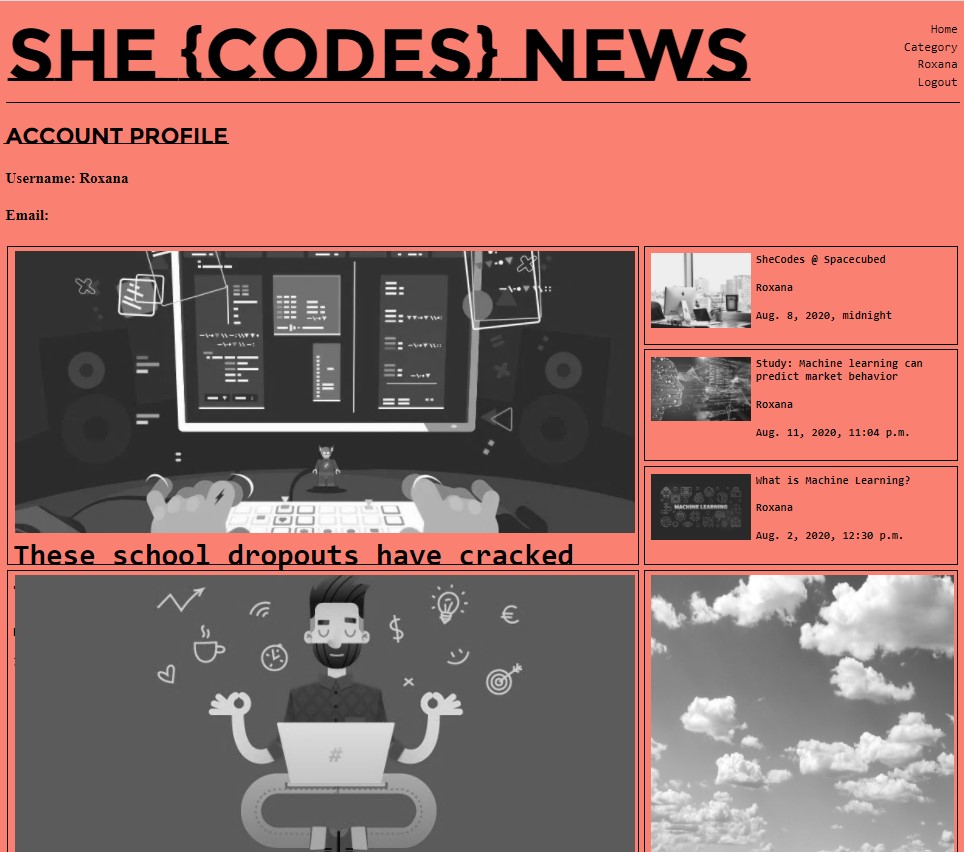 SHE {CODES} NEWS
Home
Category
Roxana
Logout
ACCOUNT PROFILE
Username: Roxana
Email:
These school dropouts have cracked
SheCodes @ Spacecubed
Roxana
Aug. 8, 2020, midnight
Study: Machine learning can
predict market behavior
Roxana
Aug. 11, 2020, 11:04 p.m.
MACHINE LEARNING
What is Machine Learning?
Roxana
Aug. 2, 2020, 12:30 p.m.
$
€
#